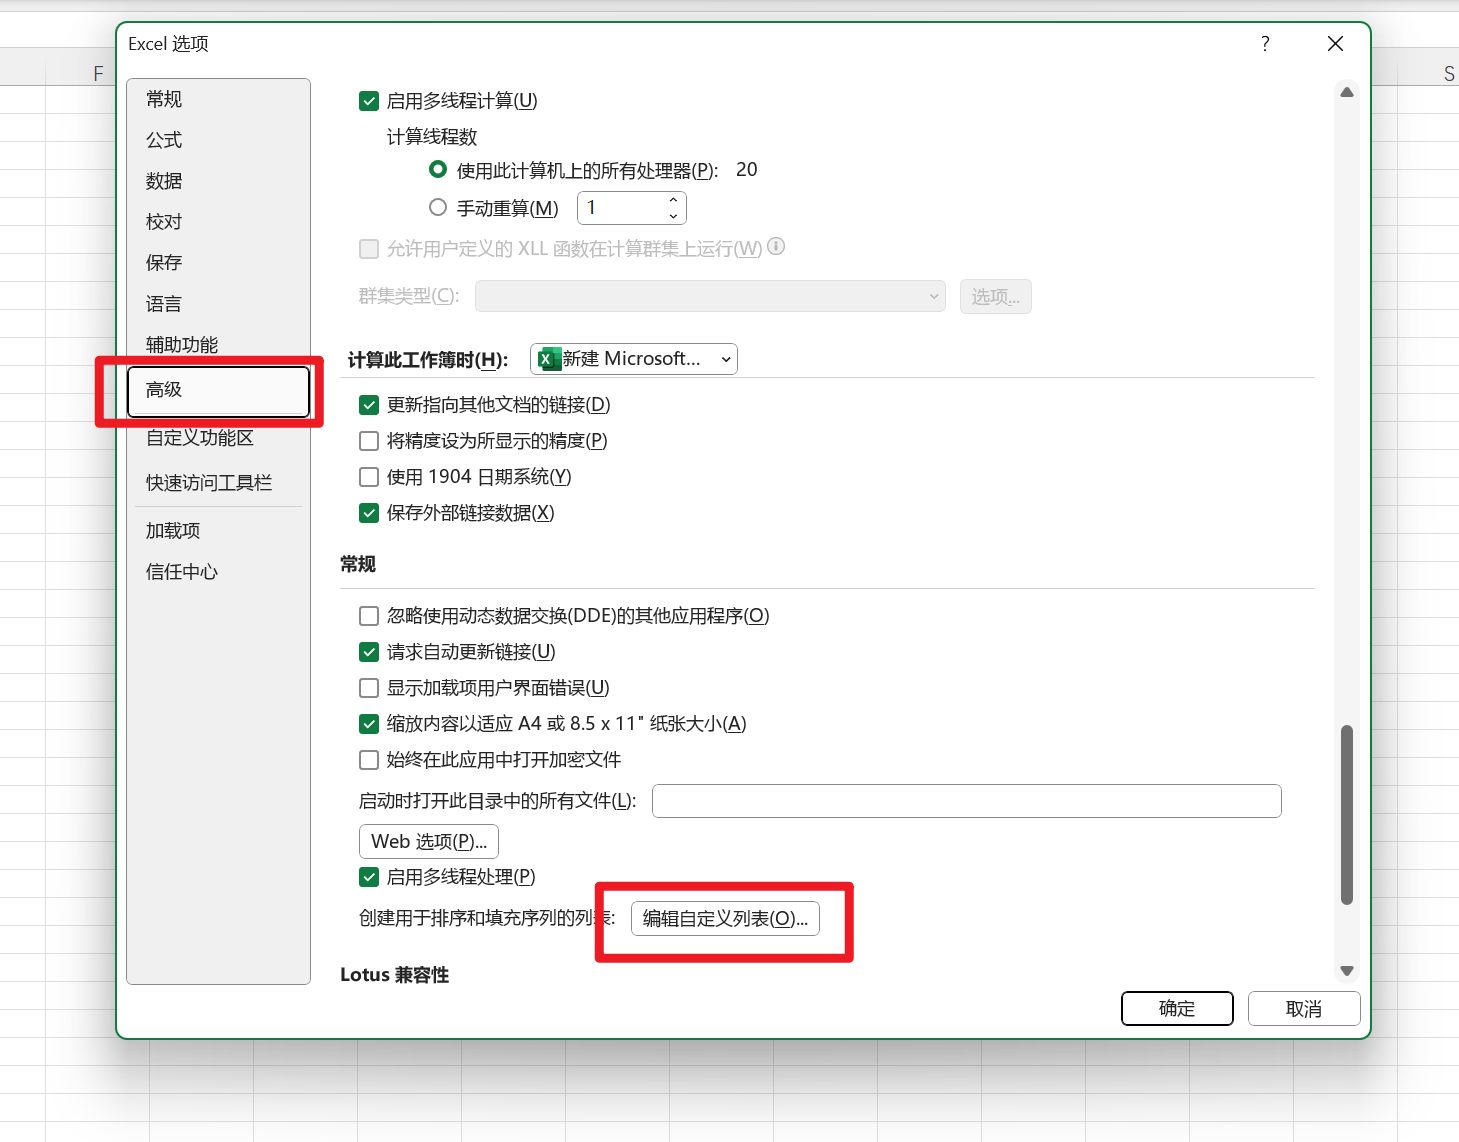 Excel 选项
?
F
S
常规
公式
数据
校对
保存
语言
辅助功能
高级
自定义功能区
快速访问工具栏
加载项
信任中心
启用多线程计算(U)
计算线程数
使用此计算机上的所有处理器(P): 20
手动重算(M) 1
允许用户定义的 XLL 函数在计算群集上运行(W)
群集类型(C): 选项...
计算此工作簿时(H): 新建 Microsoft...
更新指向其他文档的链接(D)
将精度设为所显示的精度(P)
使用 1904 日期系统(Y)
保存外部链接数据(X)
常规
忽略使用动态数据交换(DDE)的其他应用程序(O)
请求自动更新链接(U)
显示加载项用户界面错误(U)
缩放内容以适应 A4 或 8.5 x 11" 纸张大小(A)
始终在此应用中打开加密文件
启动时打开此目录中的所有文件(L):
Web 选项(P)...
启用多线程处理(P)
创建用于排序和填充序列的列表: 编辑自定义列表(O)...
Lotus 兼容性
确定 取消